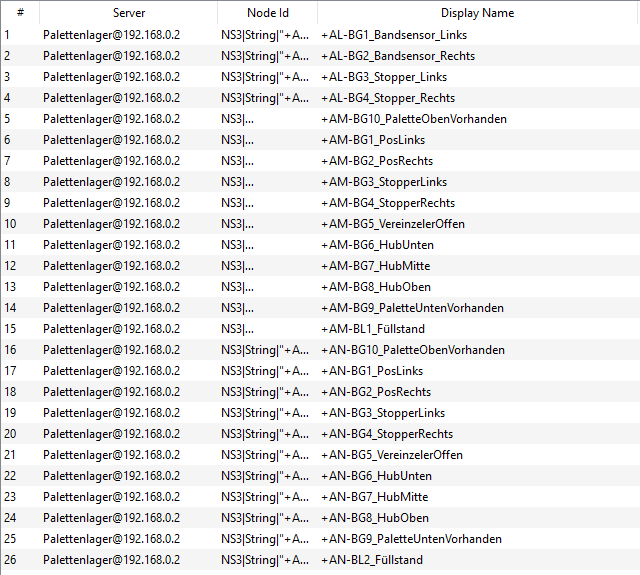 # Server Node Id Display Name
1 Palettenlager@192.168.0.2 NS3|String|"+A... +AL-BG1_Bandsensor_Links
2 Palettenlager@192.168.0.2 NS3|String|"+A... +AL-BG2_Bandsensor_Rechts
3 Palettenlager@192.168.0.2 NS3|String|"+A... +AL-BG3_Stopper_Links
4 Palettenlager@192.168.0.2 NS3|String|"+A... +AL-BG4_Stopper_Rechts
5 Palettenlager@192.168.0.2 NS3|... +AM-BG10_PaletteObenVorhanden
6 Palettenlager@192.168.0.2 NS3|... +AM-BG1_PosLinks
7 Palettenlager@192.168.0.2 NS3|... +AM-BG2_PosRechts
8 Palettenlager@192.168.0.2 NS3|... +AM-BG3_StopperLinks
9 Palettenlager@192.168.0.2 NS3|... +AM-BG4_StopperRechts
10 Palettenlager@192.168.0.2 NS3|... +AM-BG5_VereinzelerOffen
11 Palettenlager@192.168.0.2 NS3|... +AM-BG6_HubUnten
12 Palettenlager@192.168.0.2 NS3|... +AM-BG7_HubMitte
13 Palettenlager@192.168.0.2 NS3|... +AM-BG8_HubOben
14 Palettenlager@192.168.0.2 NS3|... +AM-BG9_PaletteUntenVorhanden
15 Palettenlager@192.168.0.2 NS3|... +AM-BL1_Füllstand
16 Palettenlager@192.168.0.2 NS3|String|"+A... +AN-BG10_PaletteObenVorhanden
17 Palettenlager@192.168.0.2 NS3|String|"+A... +AN-BG1_PosLinks
18 Palettenlager@192.168.0.2 NS3|String|"+A... +AN-BG2_PosRechts
19 Palettenlager@192.168.0.2 NS3|String|"+A... +AN-BG3_StopperLinks
20 Palettenlager@192.168.0.2 NS3|String|"+A... +AN-BG4_StopperRechts
21 Palettenlager@192.168.0.2 NS3|String|"+A... +AN-BG5_VereinzelerOffen
22 Palettenlager@192.168.0.2 NS3|String|"+A... +AN-BG6_HubUnten
23 Palettenlager@192.168.0.2 NS3|String|"+A... +AN-BG7_HubMitte
24 Palettenlager@192.168.0.2 NS3|String|"+A... +AN-BG8_HubOben
25 Palettenlager@192.168.0.2 NS3|String|"+A... +AN-BG9_PaletteUntenVorhanden
26 Palettenlager@192.168.0.2 NS3|String|"+A... +AN-BL2_Füllstand